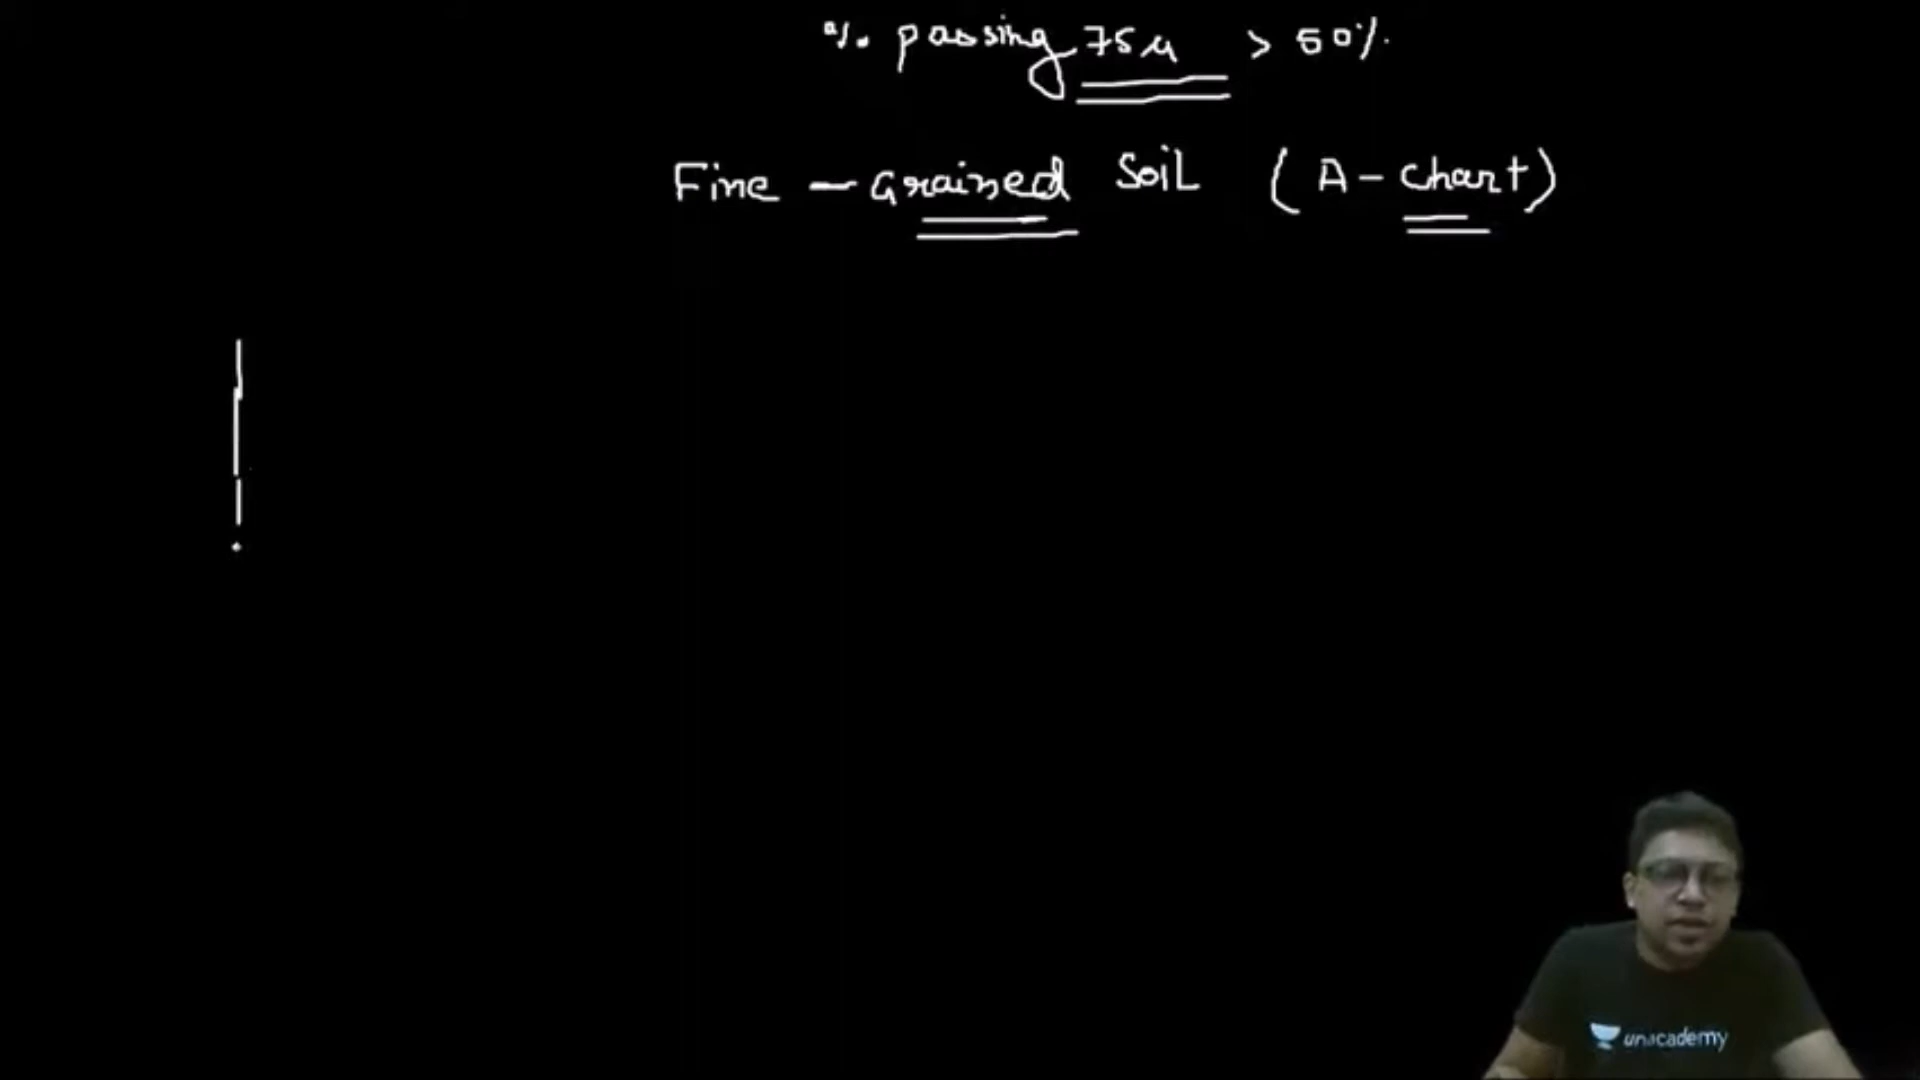 % passing 75μ > 50%.
Fine - Grained Soil (A - chart)
unacademy